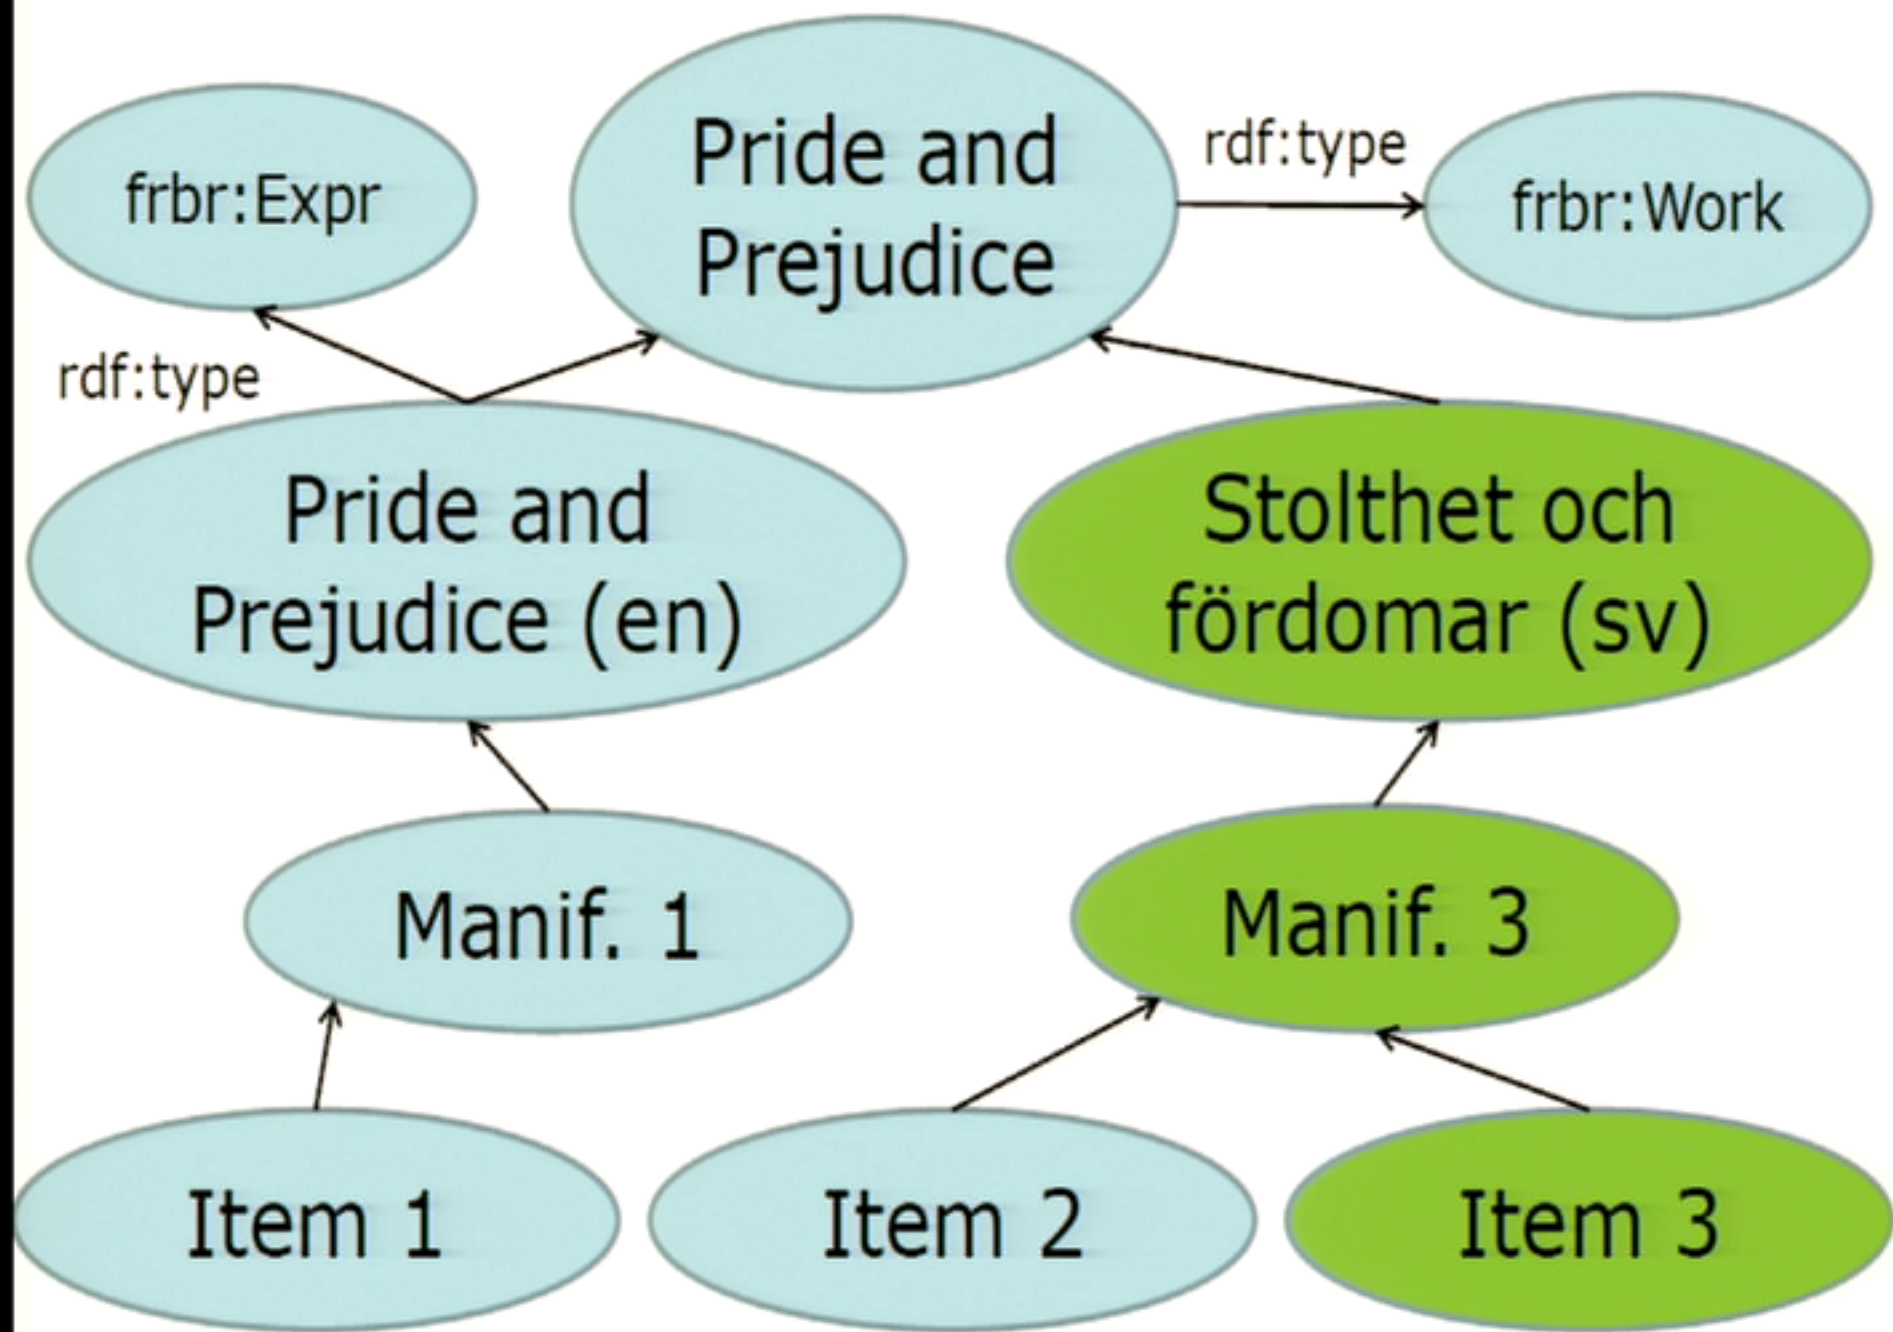 Pride and
Prejudice
frbr:Expr
rdf:type
frbr:Work
rdf:type
Pride and
Prejudice (en)
Stolthet och
fördomar (sv)
Manif. 1
Manif. 3
Item 1
Item 2
Item 3